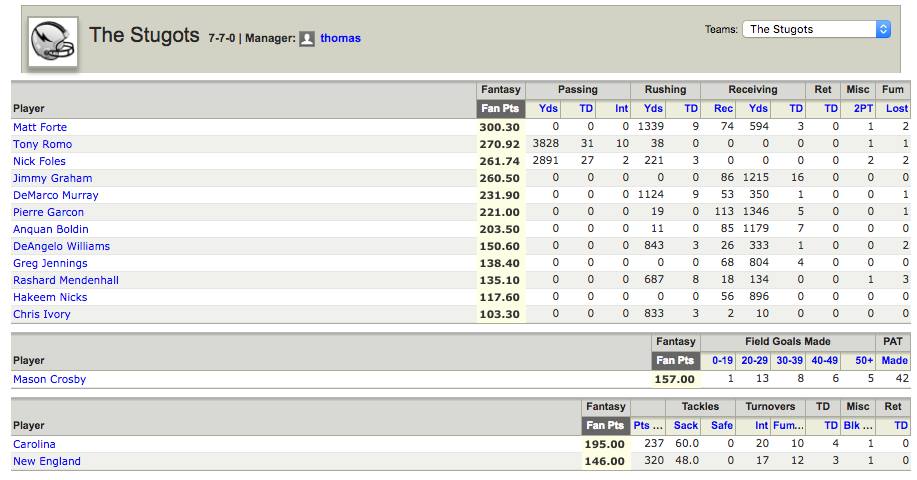 The Stugots 7-7-0 | Manager: thomas Teams: The Stugots
Fantasy Passing Rushing Receiving Ret Misc Fum
Player Fan Pts Yds TD Int Yds TD Rec Yds TD TD 2PT Lost
Matt Forte 300.30 0 0 0 1339 9 74 594 3 0 1 2
Tony Romo 270.92 3828 31 10 38 0 0 0 0 0 1 1
Nick Foles 261.74 2891 27 2 221 3 0 0 0 0 2 2
Jimmy Graham 260.50 0 0 0 0 0 86 1215 16 0 0 0
DeMarco Murray 231.90 0 0 0 1124 9 53 350 1 0 0 1
Pierre Garcon 221.00 0 0 0 19 0 113 1346 5 0 0 1
Anquan Boldin 203.50 0 0 0 11 0 85 1179 7 0 0 0
DeAngelo Williams 150.60 0 0 0 843 3 26 333 1 0 0 2
Greg Jennings 138.40 0 0 0 0 0 68 804 4 0 0 0
Rashard Mendenhall 135.10 0 0 0 687 8 18 134 0 0 1 3
Hakeem Nicks 117.60 0 0 0 0 0 56 896 0 0 0 0
Chris Ivory 103.30 0 0 0 833 3 2 10 0 0 0 0
Fantasy Field Goals Made PAT
Player Fan Pts 0-19 20-29 30-39 40-49 50+ Made
Mason Crosby 157.00 1 13 8 6 5 42
Fantasy Tackles Turnovers TD Misc Ret
Player Fan Pts Pts ... Sack Safe Int Fum... TD Blk ... TD
Carolina 195.00 237 60.0 0 20 10 4 1 0
New England 146.00 320 48.0 0 17 12 3 1 0